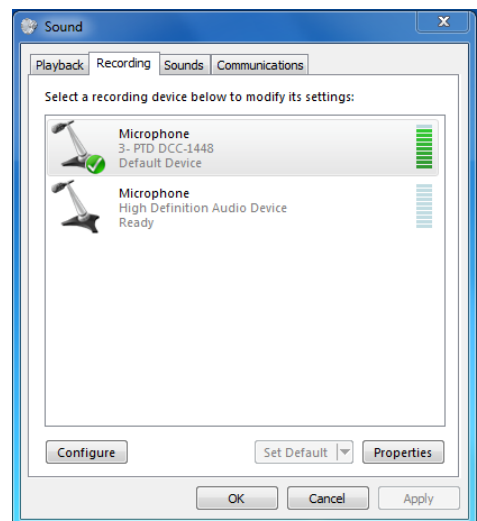 Sound
x
Playback Recording Sounds Communications
Select a recording device below to modify its settings:
Microphone
3- PTD DCC-1448
Default Device
Microphone
High Definition Audio Device
Ready
Configure Set Default Properties
OK Cancel Apply